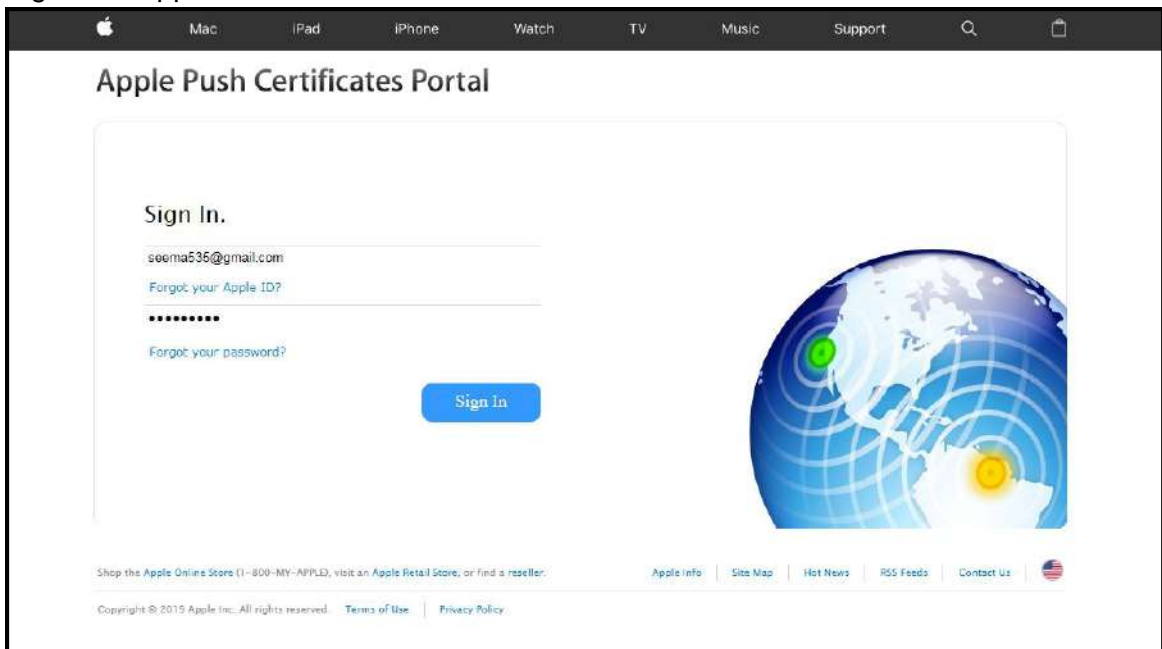 Mac iPad iPhone Watch TV Music Support
Apple Push Certificates Portal
Sign In.
seema535@gmail.com
Forgot your Apple ID?
•••••••••
Forgot your password?
Sign In
Shop the Apple Online Store (1-800-MY-APPLE), visit an Apple Retail Store, or find a reseller. Apple Info | Site Map | Hot News | RSS Feeds | Contact Us
Copyright © 2015 Apple Inc. All rights reserved. Terms of Use | Privacy Policy